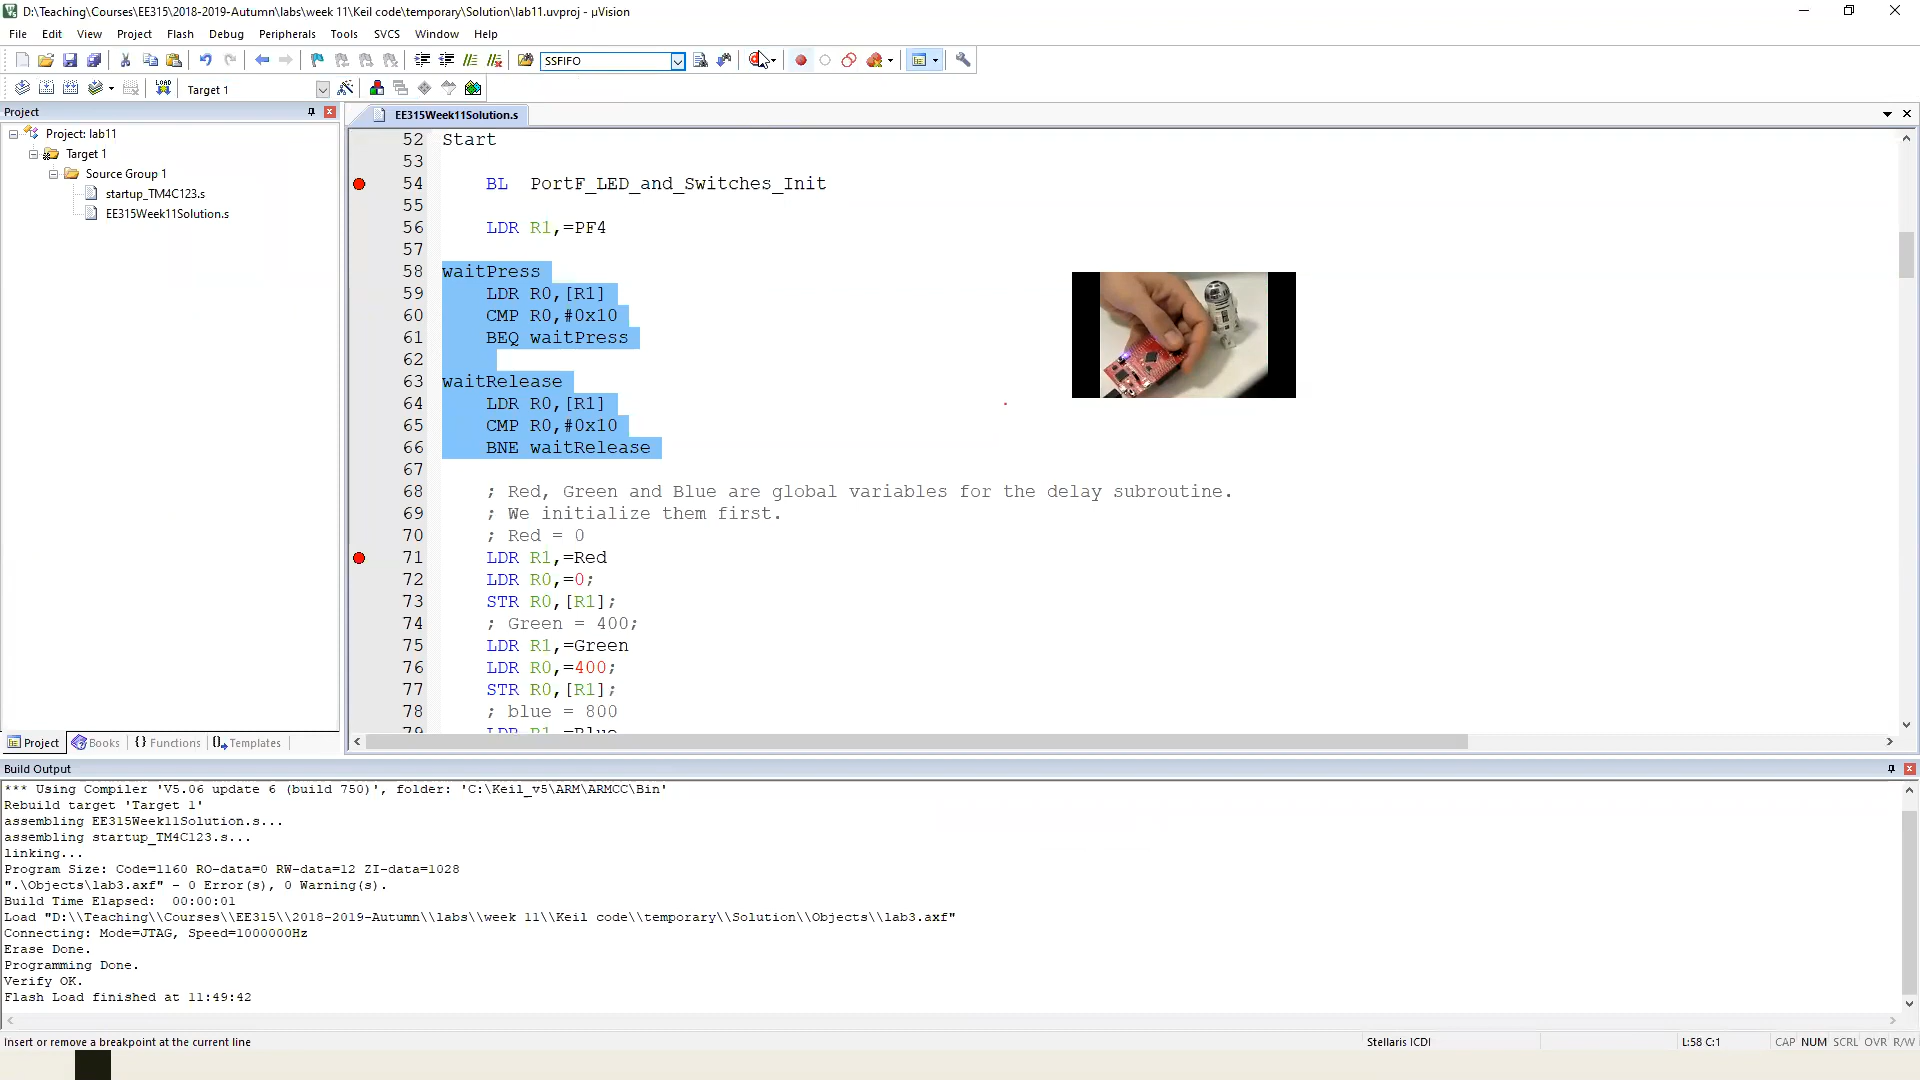 D:\Teaching\Courses\EE315\2018-2019-Autumn\labs\week 11\Keil code\temporary\Solution\lab11.uvproj - µVision
File Edit View Project Flash Debug Peripherals Tools SVCS Window Help
SSFIFO
LOAD Target 1
Project
EE315Week11Solution.s
Project: lab11
Target 1
Source Group 1
startup_TM4C123.s
EE315Week11Solution.s
52 Start
53
54 BL PortF_LED_and_Switches_Init
55
56 LDR R1,=PF4
57
58 waitPress
59 LDR R0,[R1]
60 CMP R0,#0x10
61 BEQ waitPress
62
63 waitRelease
64 LDR R0,[R1]
65 CMP R0,#0x10
66 BNE waitRelease
67
68 ; Red, Green and Blue are global variables for the delay subroutine.
69 ; We initialize them first.
70 ; Red = 0
71 LDR R1,=Red
72 LDR R0,=0;
73 STR R0,[R1];
74 ; Green = 400;
75 LDR R1,=Green
76 LDR R0,=400;
77 STR R0,[R1];
78 ; blue = 800
79 LDR R1,=Blue
Project Books {} Functions Templates
Build Output
*** Using Compiler 'V5.06 update 6 (build 750)', folder: 'C:\Keil_v5\ARM\ARMCC\Bin'
Rebuild target 'Target 1'
assembling EE315Week11Solution.s...
assembling startup_TM4C123.s...
linking...
Program Size: Code=1160 RO-data=0 RW-data=12 ZI-data=1028
".\Objects\lab3.axf" - 0 Error(s), 0 Warning(s).
Build Time Elapsed:  00:00:01
Load "D:\\Teaching\\Courses\\EE315\\2018-2019-Autumn\\labs\\week 11\\Keil code\\temporary\\Solution\\Objects\\lab3.axf"
Connecting: Mode=JTAG, Speed=1000000Hz
Erase Done.
Programming Done.
Verify OK.
Flash Load finished at 11:49:42
Insert or remove a breakpoint at the current line Stellaris ICDI L:58 C:1 CAP NUM SCRL OVR R/W